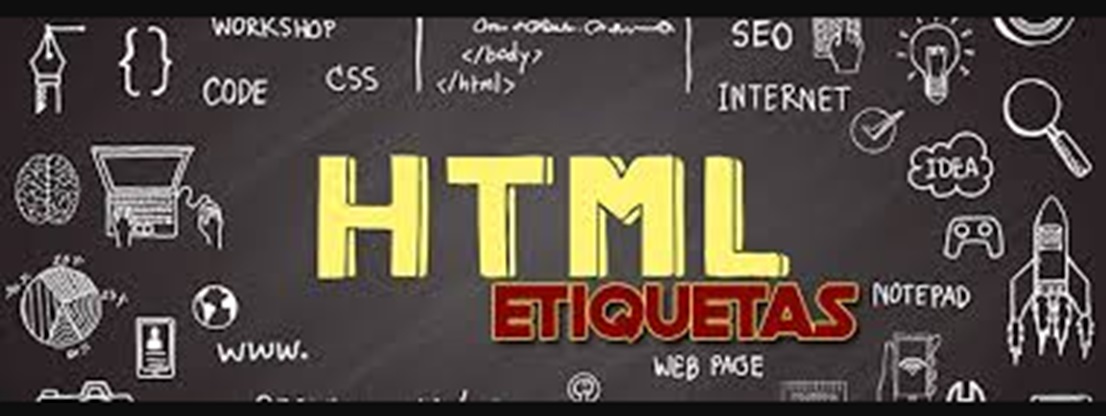 WORKSHOP
CODE
CSS
</body>
</html>
SEO
INTERNET
IDEA
HTML
ETIQUETAS
NOTEPAD
WWW.
WEB PAGE